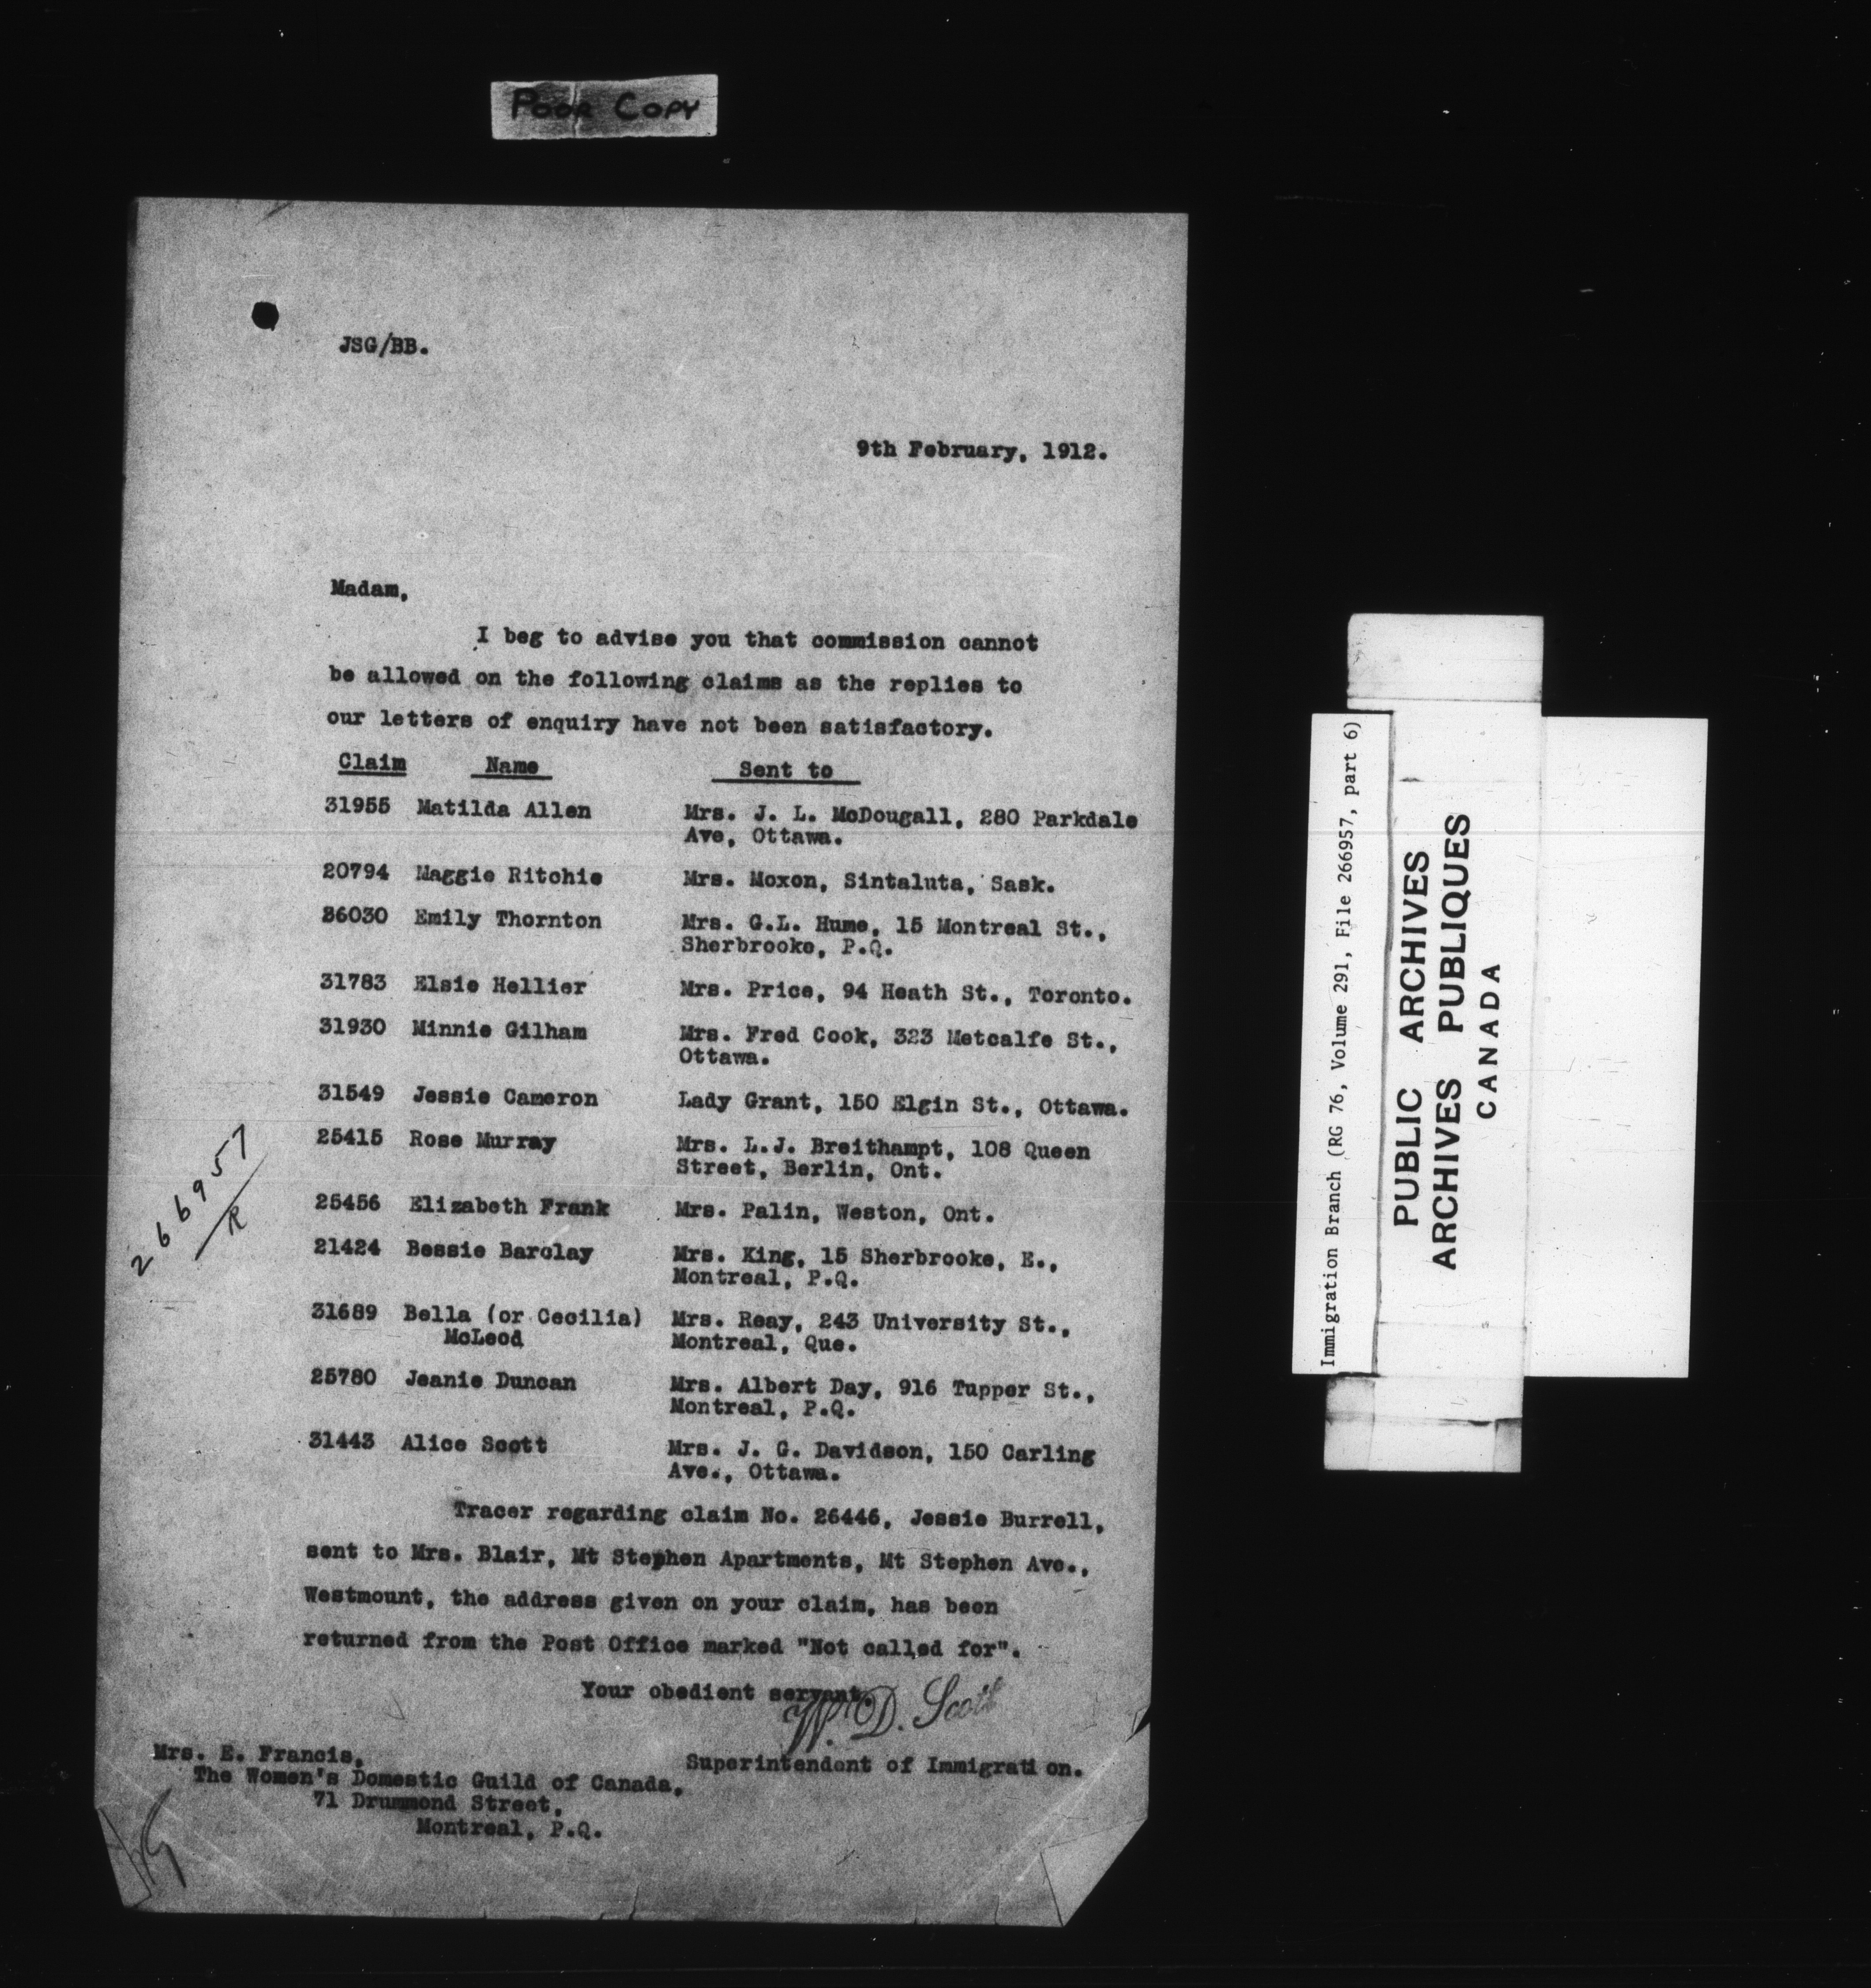 POOR COPY
JSG/BB.
9th February, 1912.
Madam,
I beg to advise you that commission cannot
be allowed on the following claims as the replies to
our letters of enquiry have not been satisfactory.
Claim Name Sent to
31955 Matilda Allen Mrs. J. L. McDougall, 280 Parkdale
Ave, Ottawa.
20794 Maggie Ritchie Mrs. Moxon, Sintaluta, Sask.
36030 Emily Thornton Mrs. G.L. Hume, 15 Montreal St.,
Sherbrooke, P.Q.
31783 Elsie Hellier Mrs. Price, 94 Heath St., Toronto.
31930 Minnie Gilham Mrs. Fred Cook, 323 Metcalfe St.,
Ottawa.
31549 Jessie Cameron Lady Grant, 150 Elgin St., Ottawa.
25415 Rose Murray Mrs. L.J. Breithampt, 108 Queen
Street, Berlin, Ont.
25456 Elizabeth Frank Mrs. Palin, Weston, Ont.
21424 Bessie Barclay Mrs. King, 15 Sherbrooke, E.,
Montreal, P.Q.
31689 Bella (or Cecilia) Mrs. Reay, 243 University St.,
McLeod Montreal, Que.
25780 Jeanie Duncan Mrs. Albert Day, 916 Tupper St.,
Montreal, P.Q.
31443 Alice Scott Mrs. J. G. Davidson, 150 Carling
Ave., Ottawa.
Tracer regarding claim No. 26446, Jessie Burrell,
sent to Mrs. Blair, Mt Stephen Apartments, Mt Stephen Ave.,
Westmount, the address given on your claim, has been
returned from the Post Office marked "Not called for".
Your obedient servant,
W. D. Scott
Superintendent of Immigration.
Mrs. E. Francis,
The Women's Domestic Guild of Canada,
71 Drummond Street,
Montreal, P.Q.
266957
R
Immigration Branch (RG 76, Volume 291, File 266957, part 6)
PUBLIC ARCHIVES
ARCHIVES PUBLIQUES
CANADA